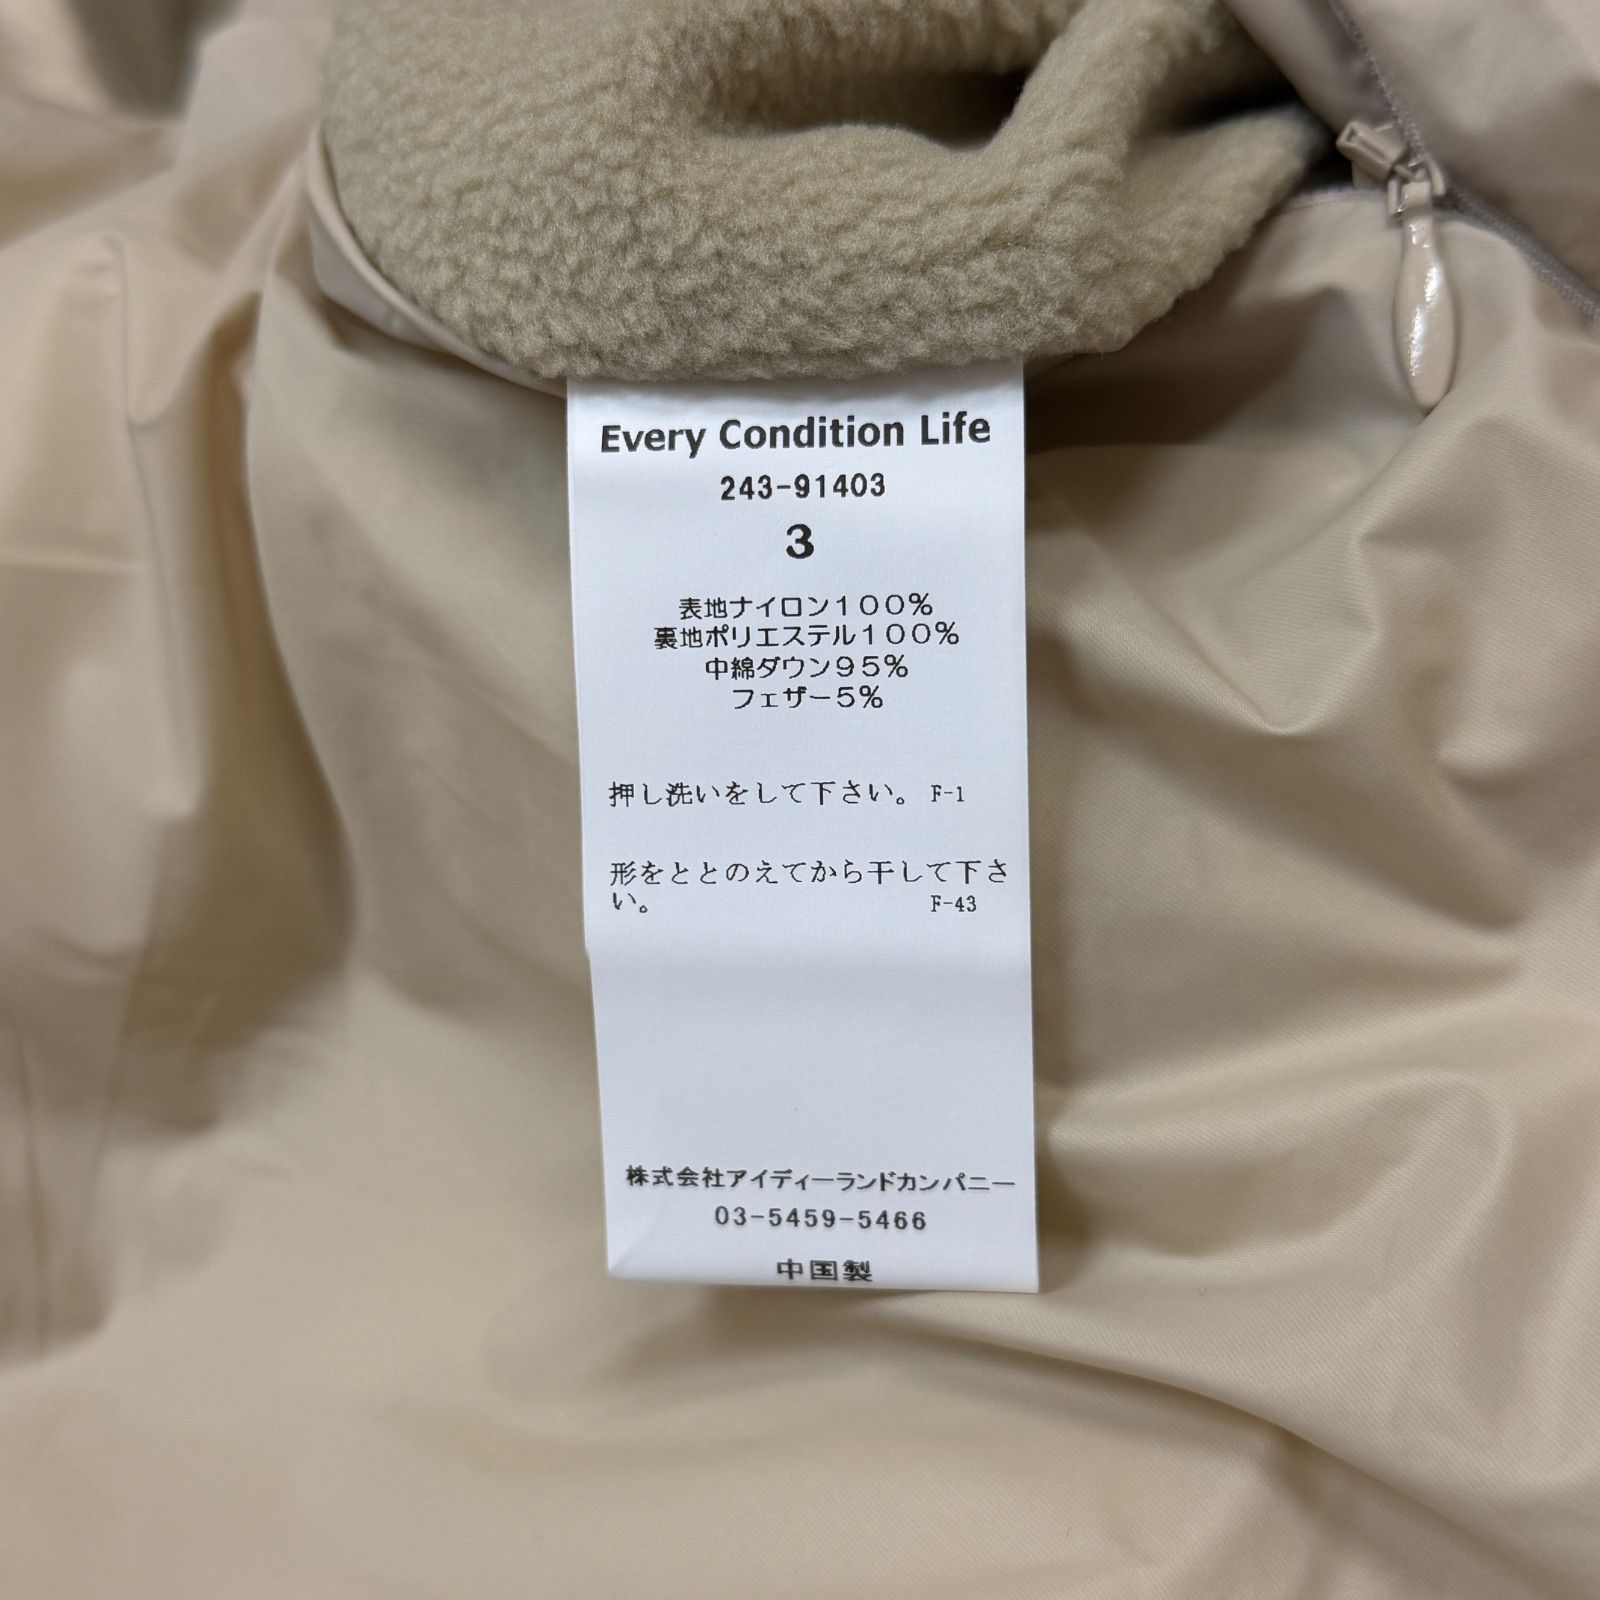 Every Condition Life
243-91403
3
表地ナイロン100%
裏地ポリエステル100%
中綿ダウン95%
フェザー5%
押し洗いをして下さい。 F-1
形をととのえてから干して下さ
い。 F-43
株式会社アイディーランドカンパニー
03-5459-5466
中国製